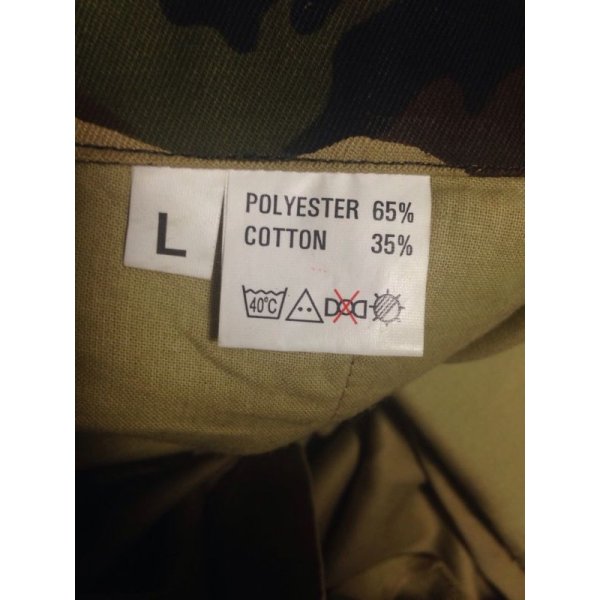 L
POLYESTER 65%
COTTON 35%
40°C